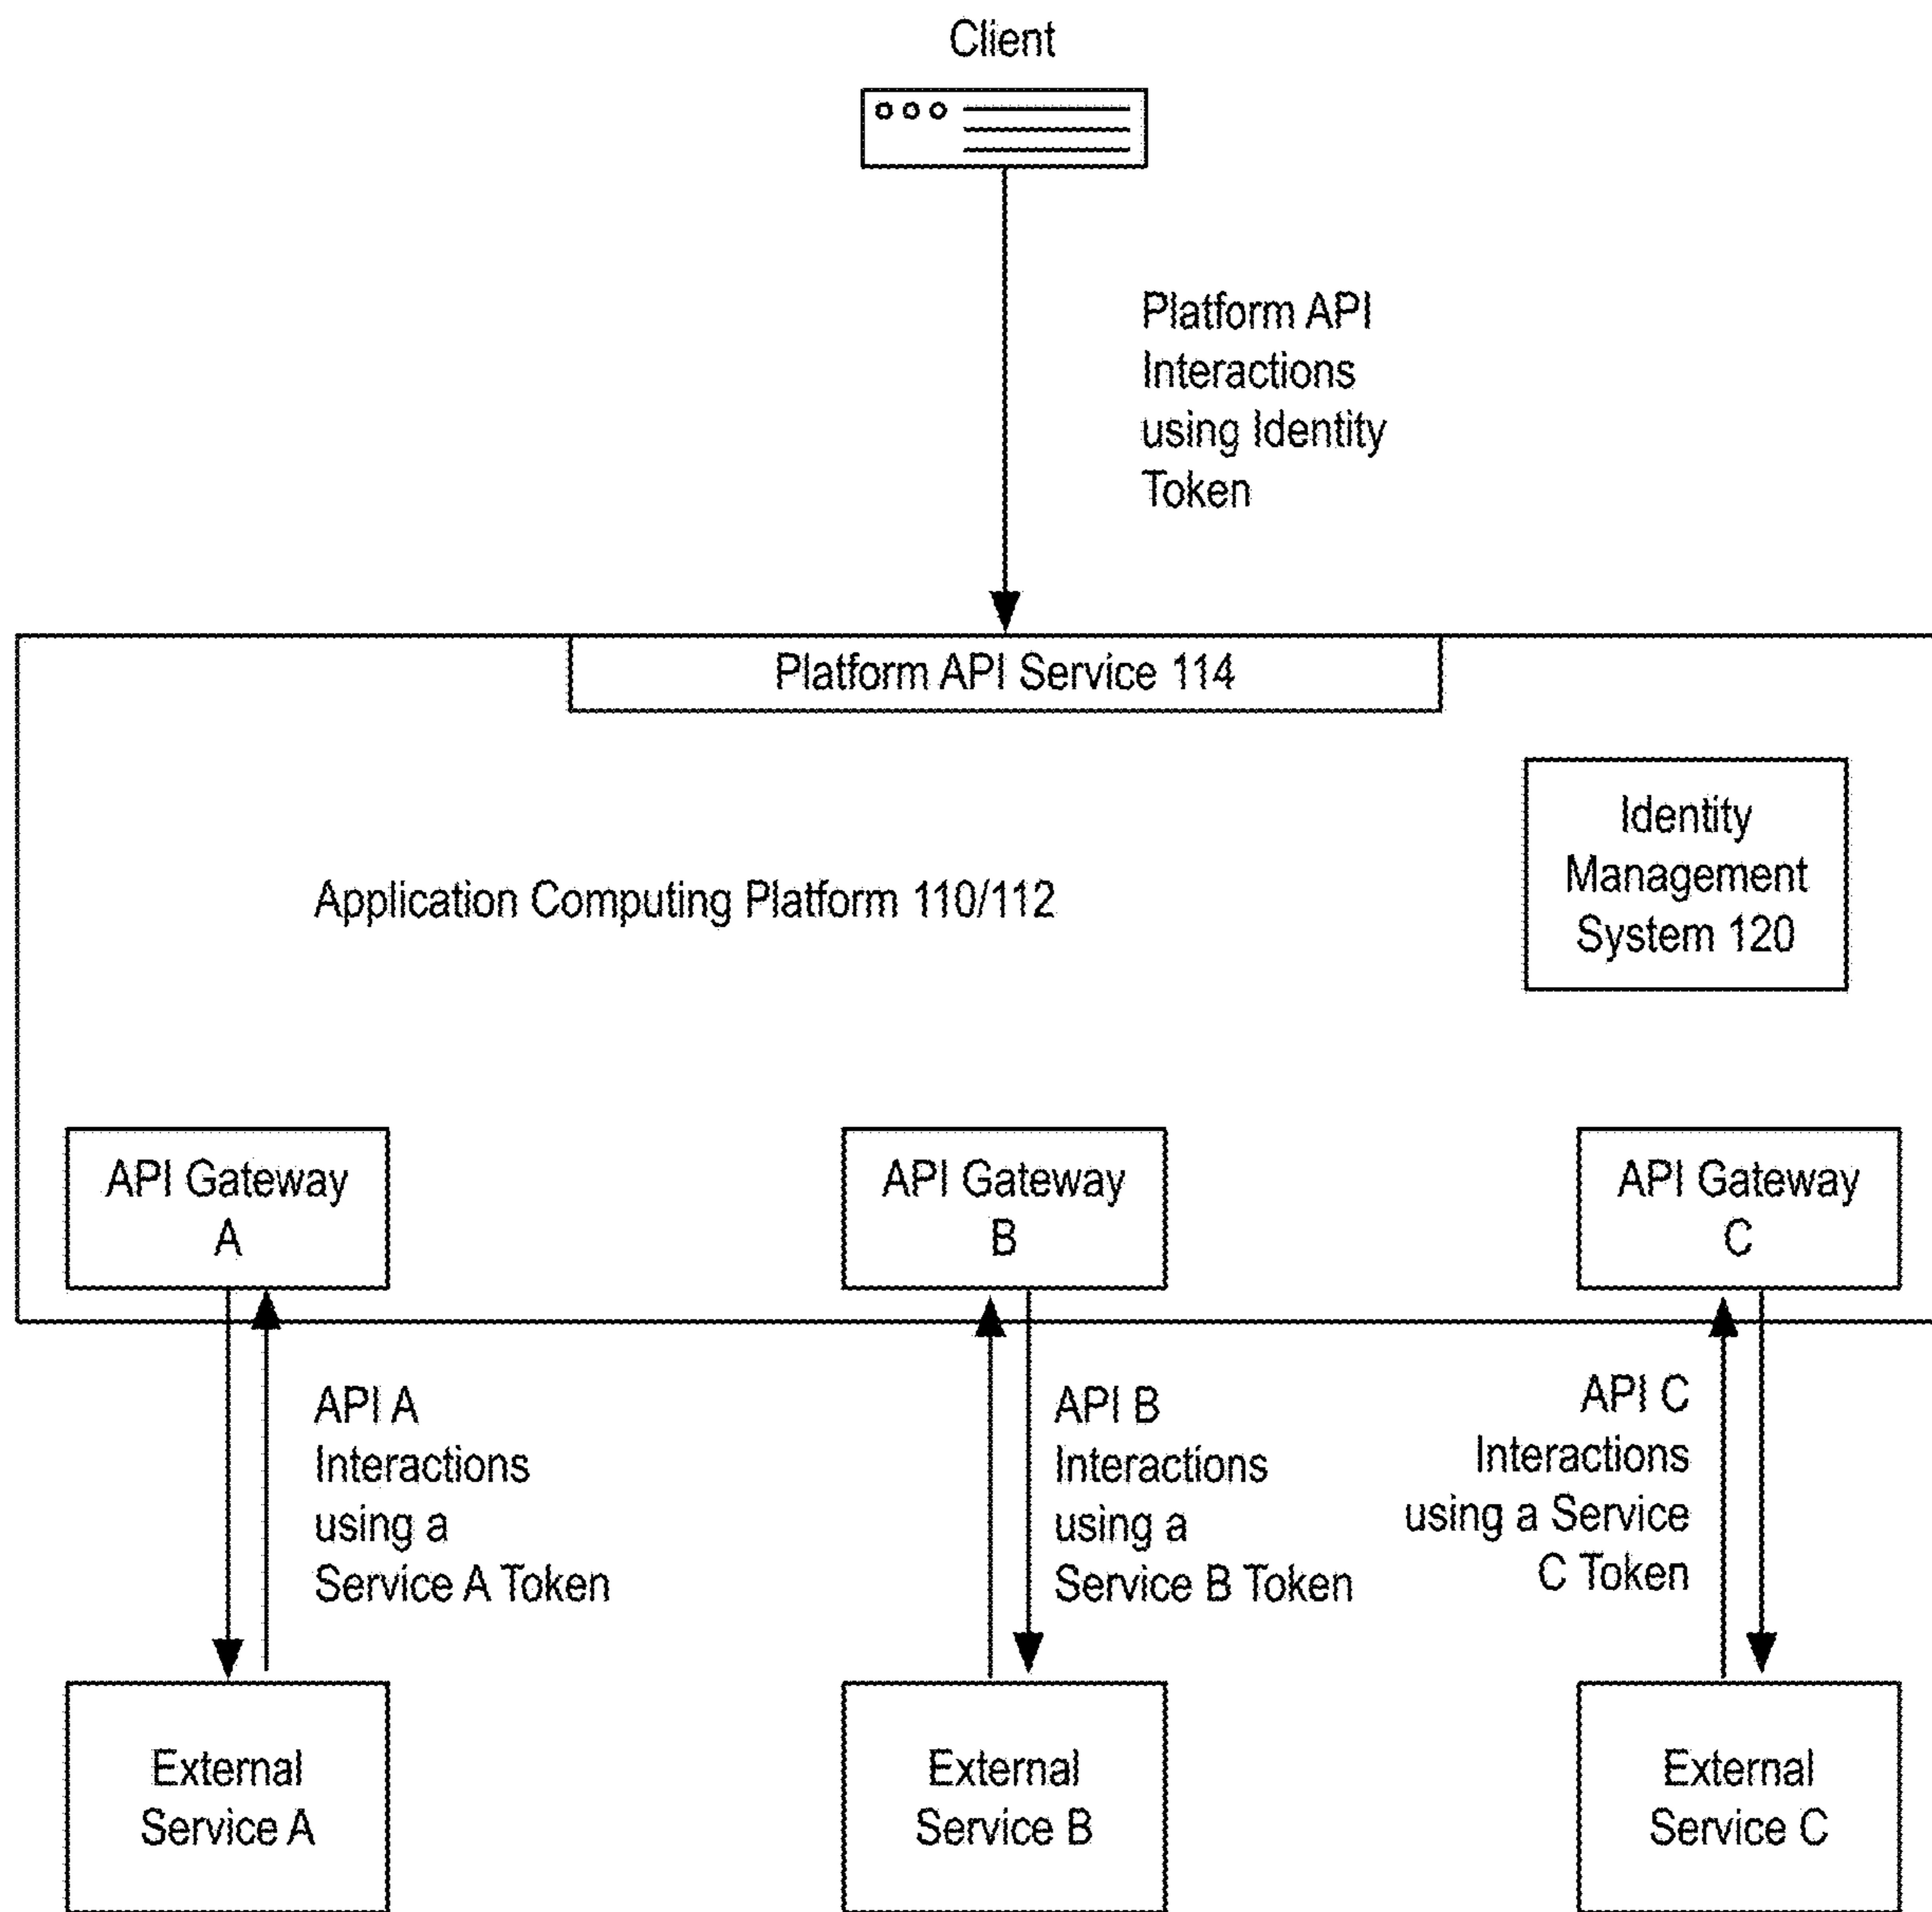 Client
Platform API
Interactions
using Identity
Token
Platform API Service 114
Identity
Management
System 120
Application Computing Platform 110/112
API Gateway
A
API Gateway
B
API Gateway
C
API A
Interactions
using a
Service A Token
API B
Interactions
using a
Service B Token
API C
Interactions
using a Service
C Token
External
Service A
External
Service B
External
Service C